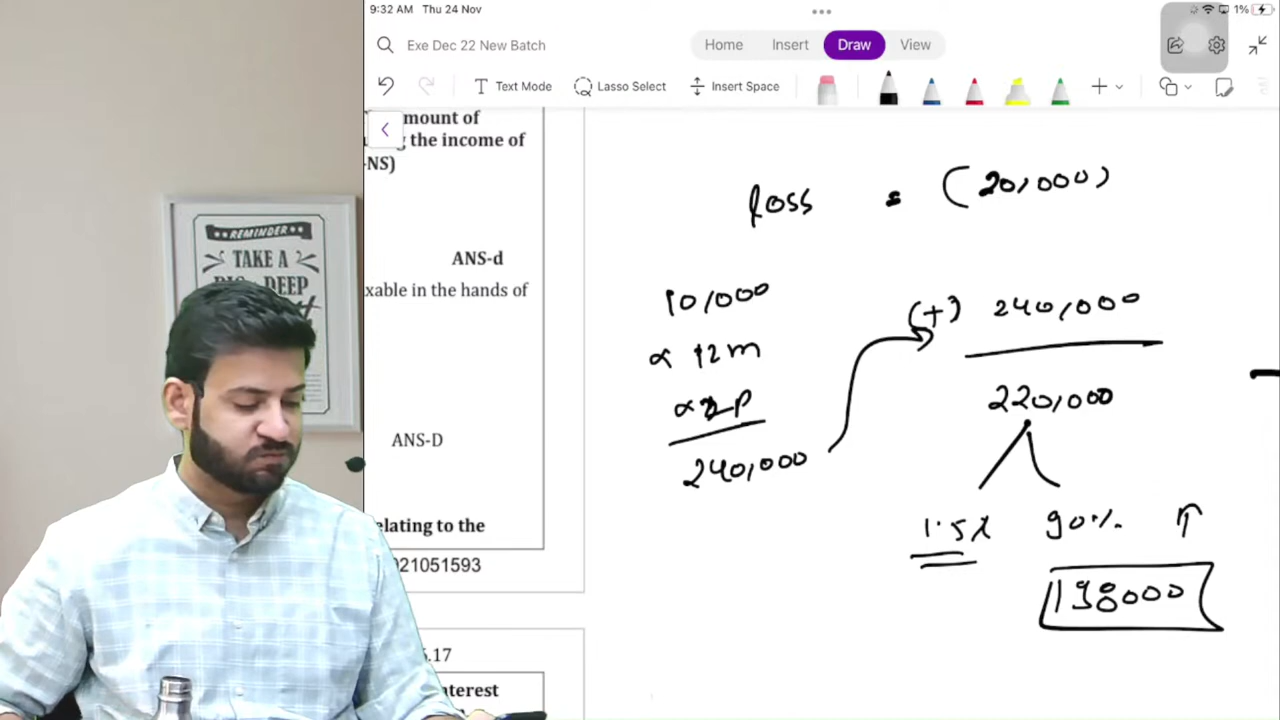 9:32 AM Thu 24 Nov
1%
Exe Dec 22 New Batch
Home Insert Draw View
Text Mode Lasso Select Insert Space
mount of
the income of
-NS)
ANS-d
xable in the hands of
ANS-D
elating to the
021051593
5.17
nterest
REMINDER
TAKE A
DEEP
loss = (20,000)
10,000
× 12m
× 2 P
240,000
(+) 240,000
220,000
1.5L 90% ↑
198000